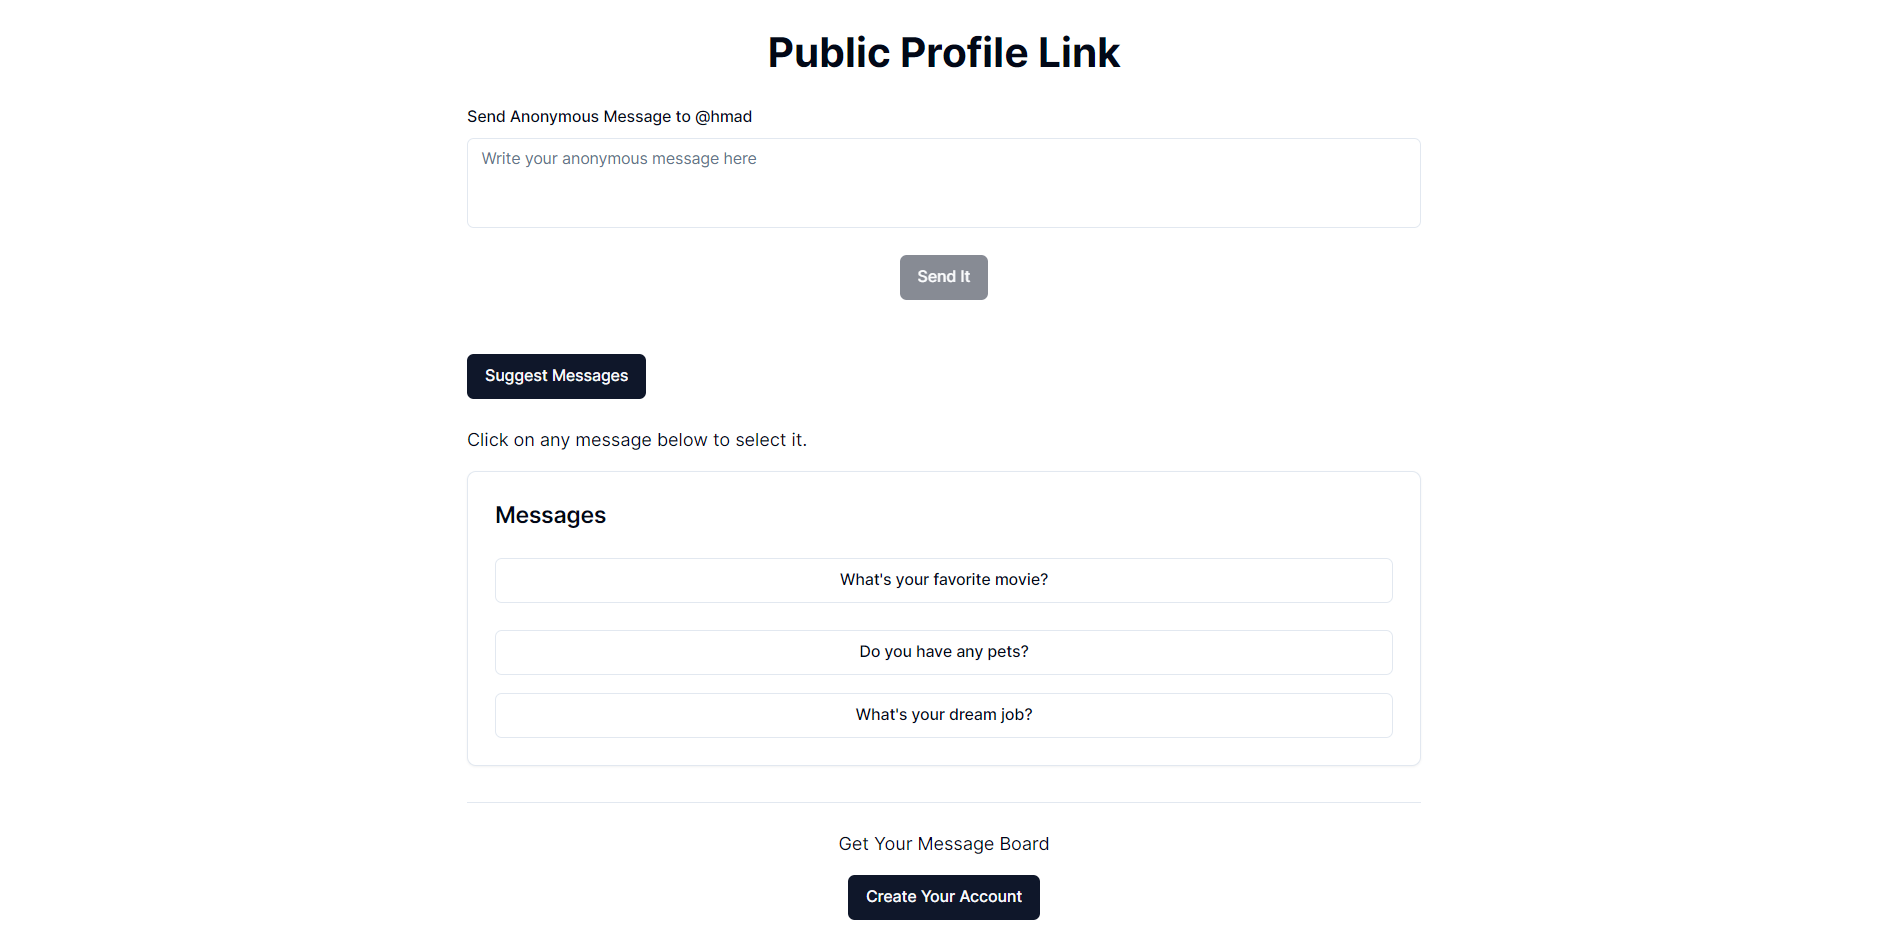 Public Profile Link
Send Anonymous Message to @hmad
Write your anonymous message here
Send It
Suggest Messages
Click on any message below to select it.
Messages
What's your favorite movie?
Do you have any pets?
What's your dream job?
Get Your Message Board
Create Your Account